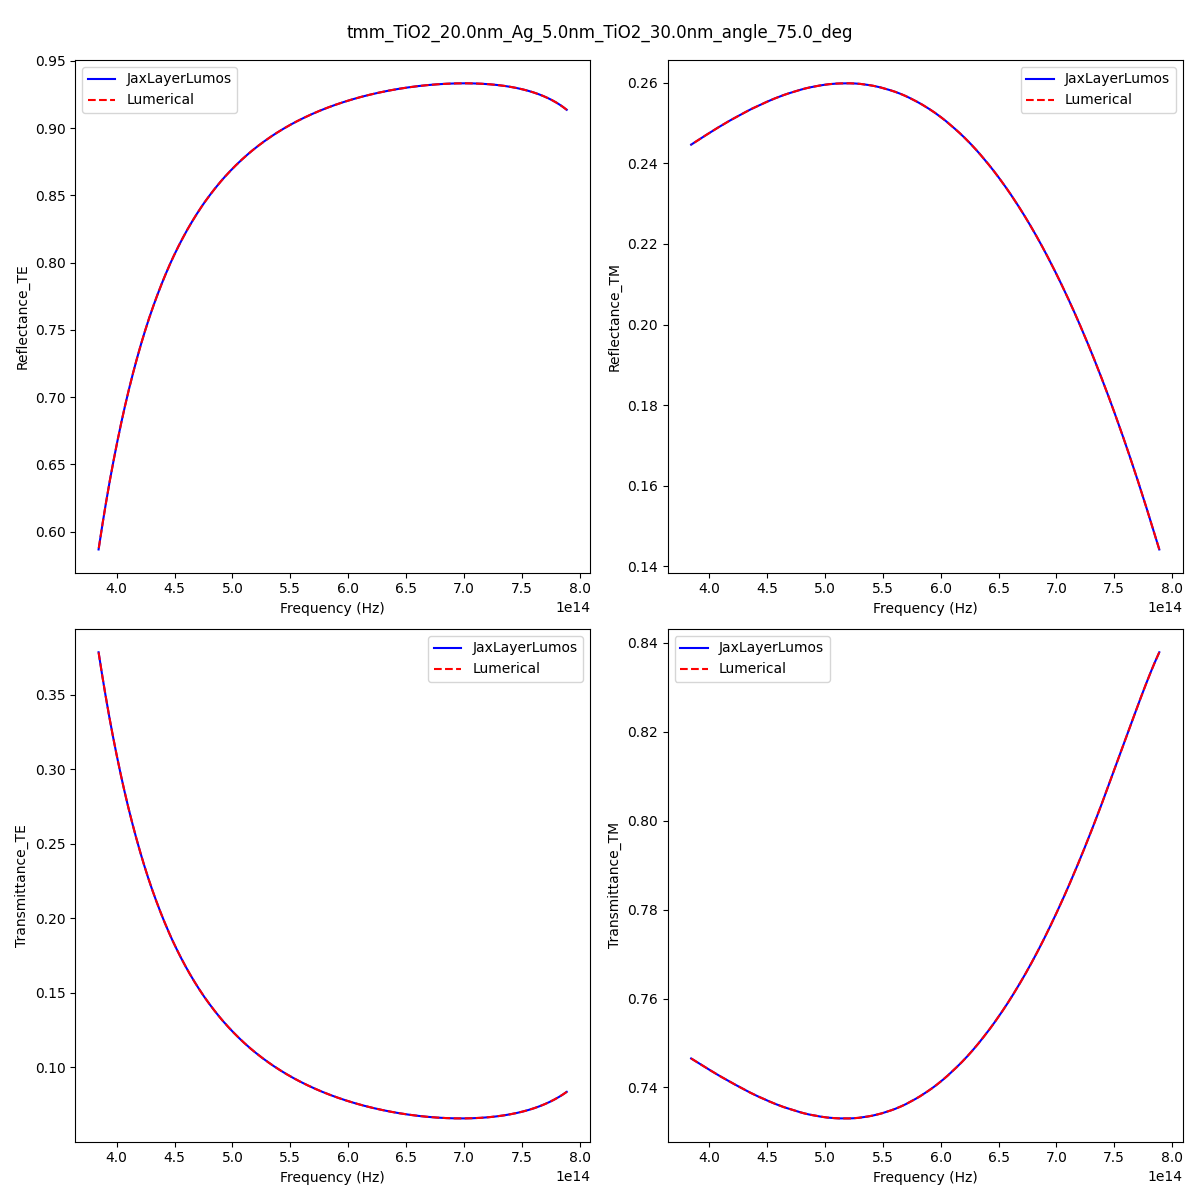 tmm_TiO2_20.0nm_Ag_5.0nm_TiO2_30.0nm_angle_75.0_deg
JaxLayerLumos
Lumerical
Reflectance_TE
0.95
0.90
0.85
0.80
0.75
0.70
0.65
0.60
4.0 4.5 5.0 5.5 6.0 6.5 7.0 7.5 8.0
1e14
Frequency (Hz)
JaxLayerLumos
Lumerical
Reflectance_TM
0.26
0.24
0.22
0.20
0.18
0.16
0.14
4.0 4.5 5.0 5.5 6.0 6.5 7.0 7.5 8.0
1e14
Frequency (Hz)
JaxLayerLumos
Lumerical
Transmittance_TE
0.35
0.30
0.25
0.20
0.15
0.10
4.0 4.5 5.0 5.5 6.0 6.5 7.0 7.5 8.0
1e14
Frequency (Hz)
JaxLayerLumos
Lumerical
Transmittance_TM
0.84
0.82
0.80
0.78
0.76
0.74
4.0 4.5 5.0 5.5 6.0 6.5 7.0 7.5 8.0
1e14
Frequency (Hz)